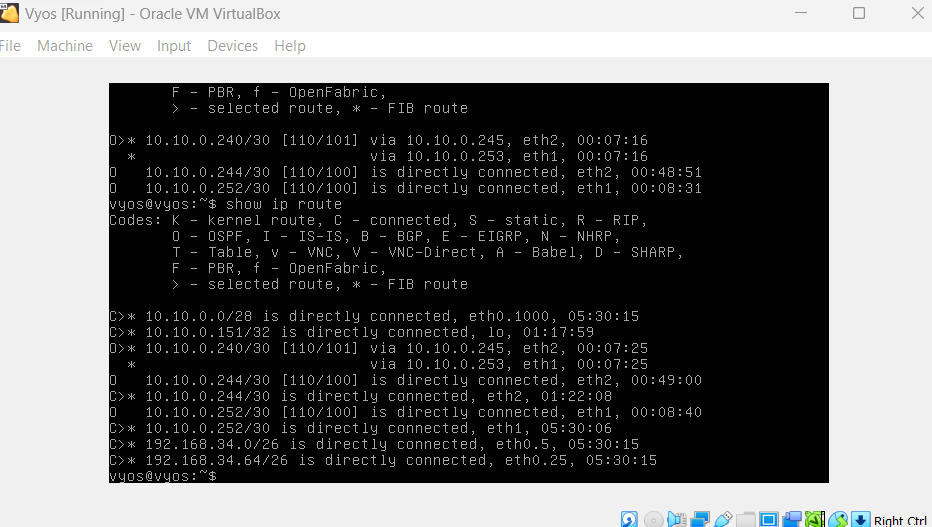 Vyos [Running] - Oracle VM VirtualBox
File Machine View Input Devices Help
F - PBR, f - OpenFabric,
> - selected route, * - FIB route
O>* 10.10.0.240/30 [110/101] via 10.10.0.245, eth2, 00:07:16
* via 10.10.0.253, eth1, 00:07:16
O 10.10.0.244/30 [110/100] is directly connected, eth2, 00:48:51
O 10.10.0.252/30 [110/100] is directly connected, eth1, 00:08:31
vyos@vyos:~$ show ip route
Codes: K - kernel route, C - connected, S - static, R - RIP,
O - OSPF, I - IS-IS, B - BGP, E - EIGRP, N - NHRP,
T - Table, v - VNC, V - VNC-Direct, A - Babel, D - SHARP,
F - PBR, f - OpenFabric,
> - selected route, * - FIB route
C>* 10.10.0.0/28 is directly connected, eth0.1000, 05:30:15
C>* 10.10.0.151/32 is directly connected, lo, 01:17:59
O>* 10.10.0.240/30 [110/101] via 10.10.0.245, eth2, 00:07:25
* via 10.10.0.253, eth1, 00:07:25
O 10.10.0.244/30 [110/100] is directly connected, eth2, 00:49:00
C>* 10.10.0.244/30 is directly connected, eth2, 01:22:08
O 10.10.0.252/30 [110/100] is directly connected, eth1, 00:08:40
C>* 10.10.0.252/30 is directly connected, eth1, 05:30:06
C>* 192.168.34.0/26 is directly connected, eth0.5, 05:30:15
C>* 192.168.34.64/26 is directly connected, eth0.25, 05:30:15
vyos@vyos:~$
Right Ctrl